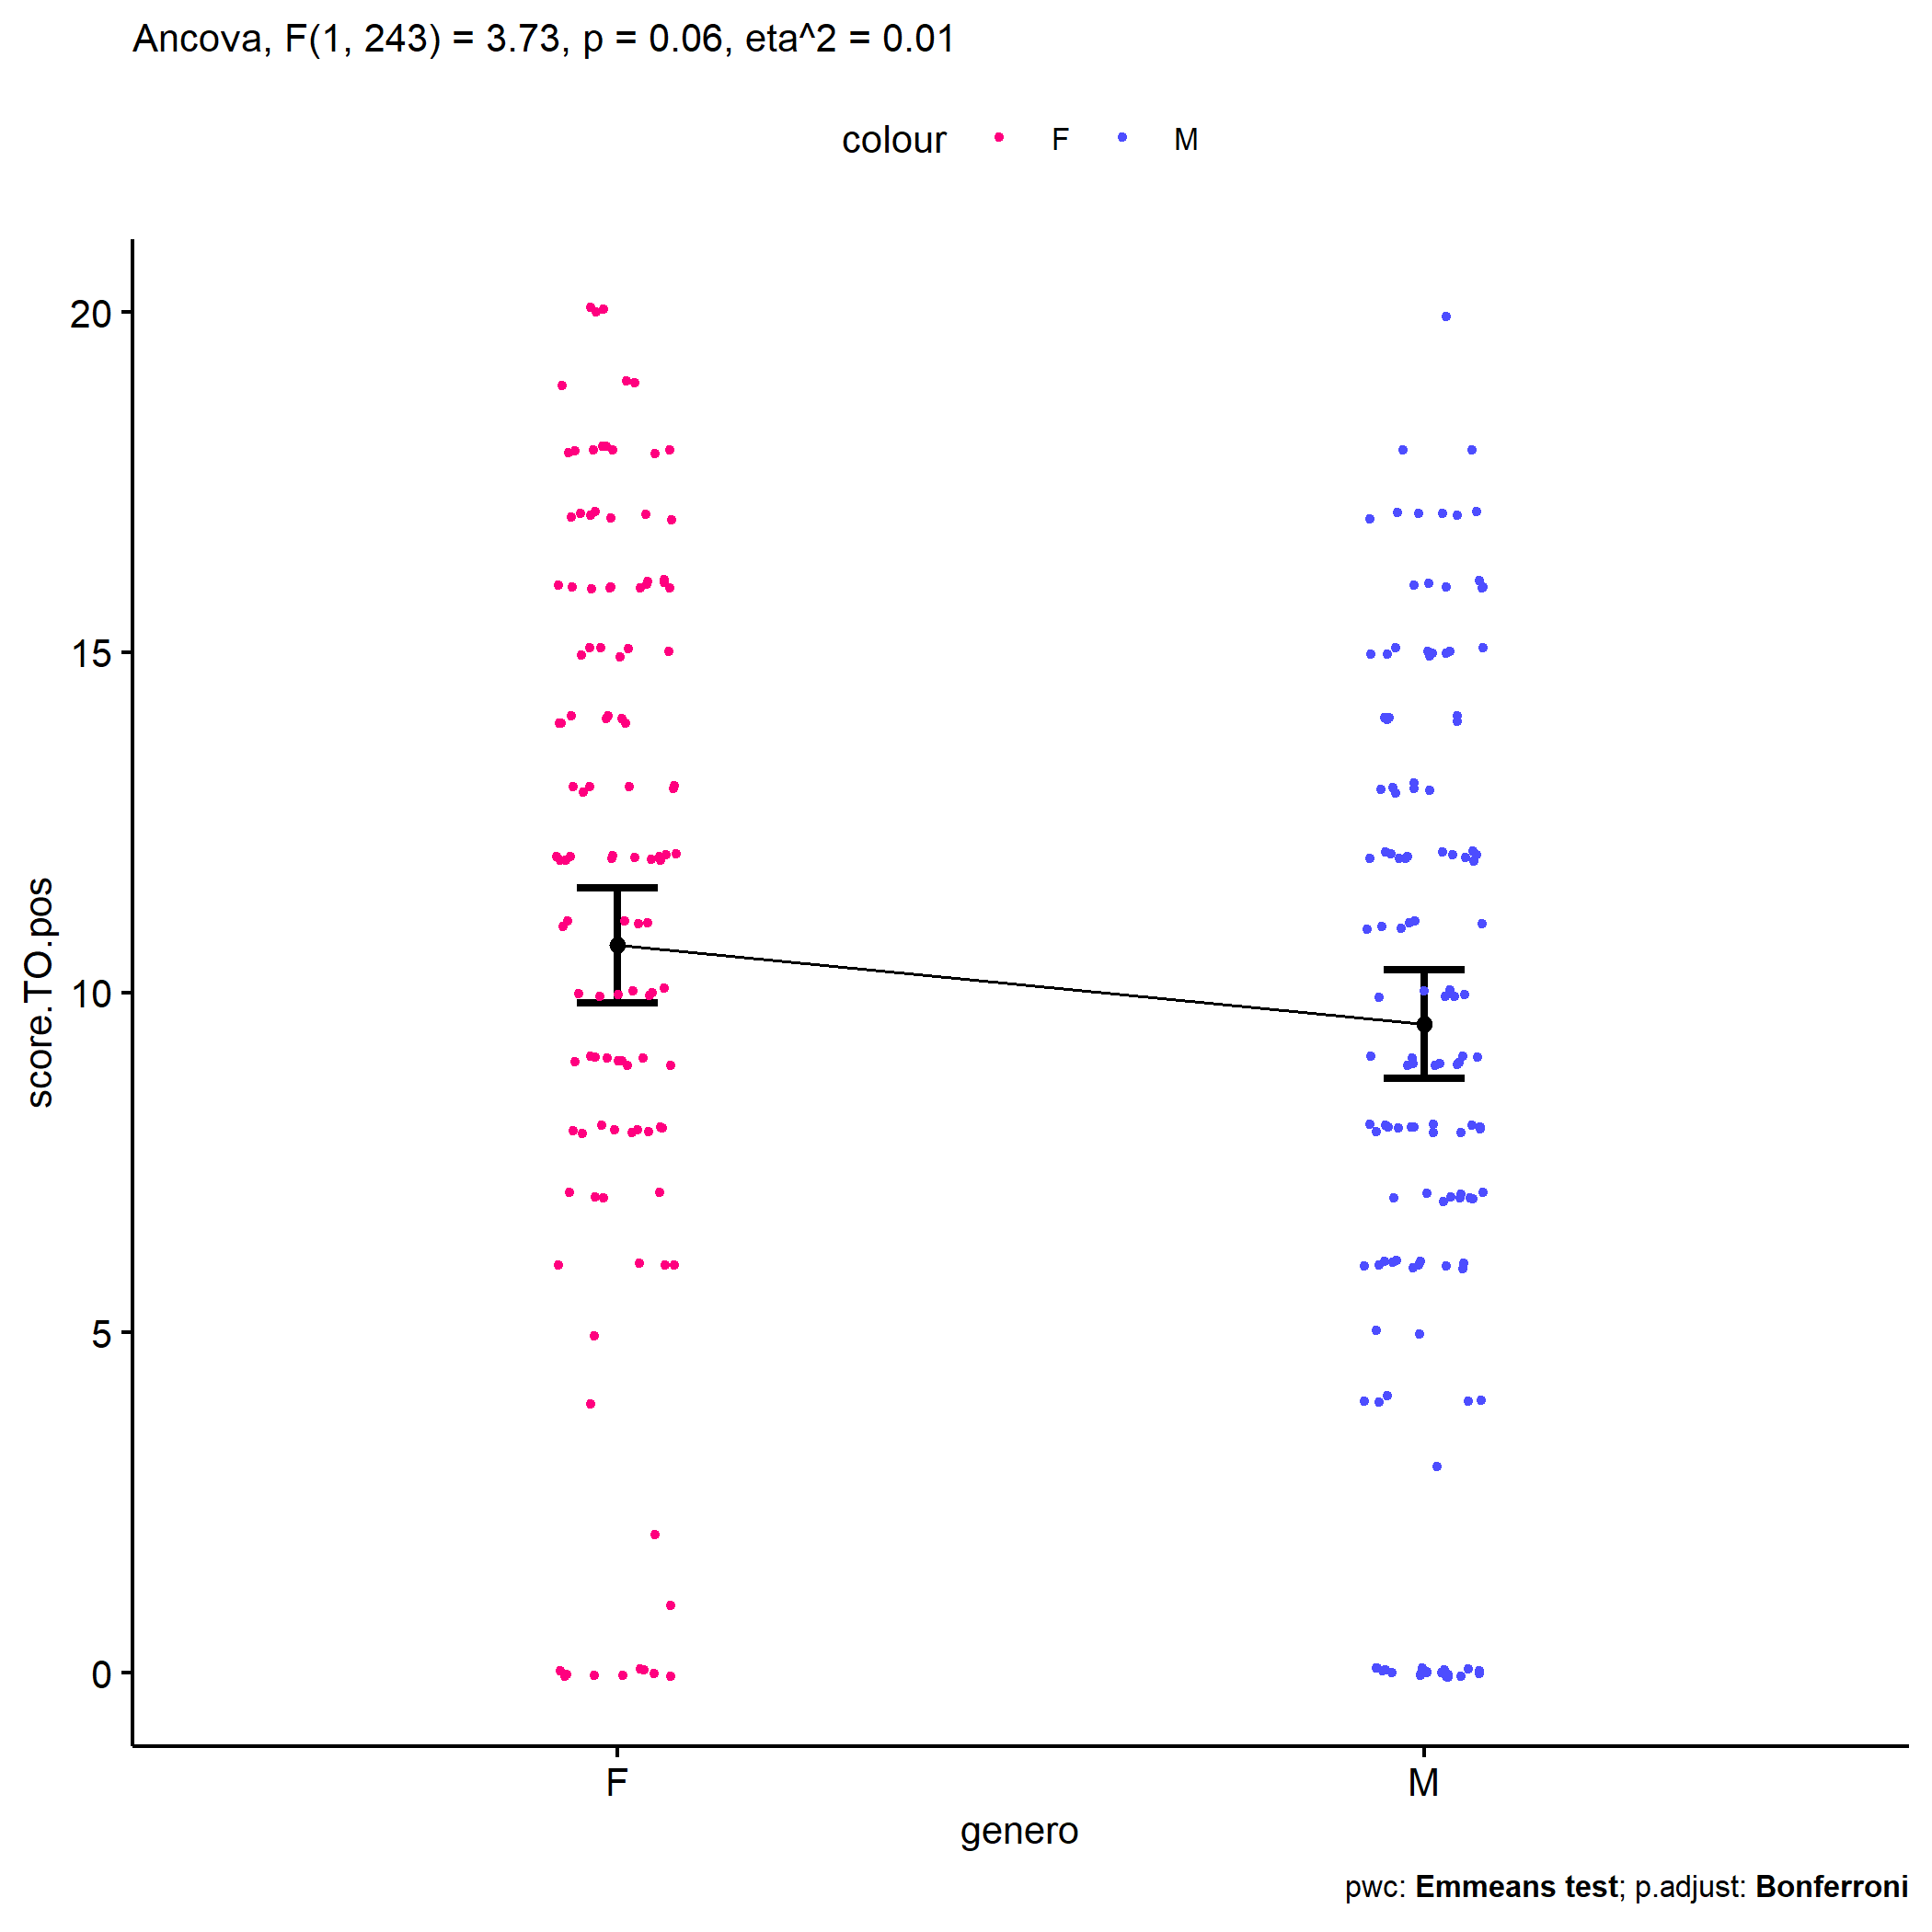 Ancova, F(1, 243) = 3.73, p = 0.06, eta^2 = 0.01
colour F M
20
15
10
5
0
score.TO.pos
F M
genero
pwc: Emmeans test; p.adjust: Bonferroni